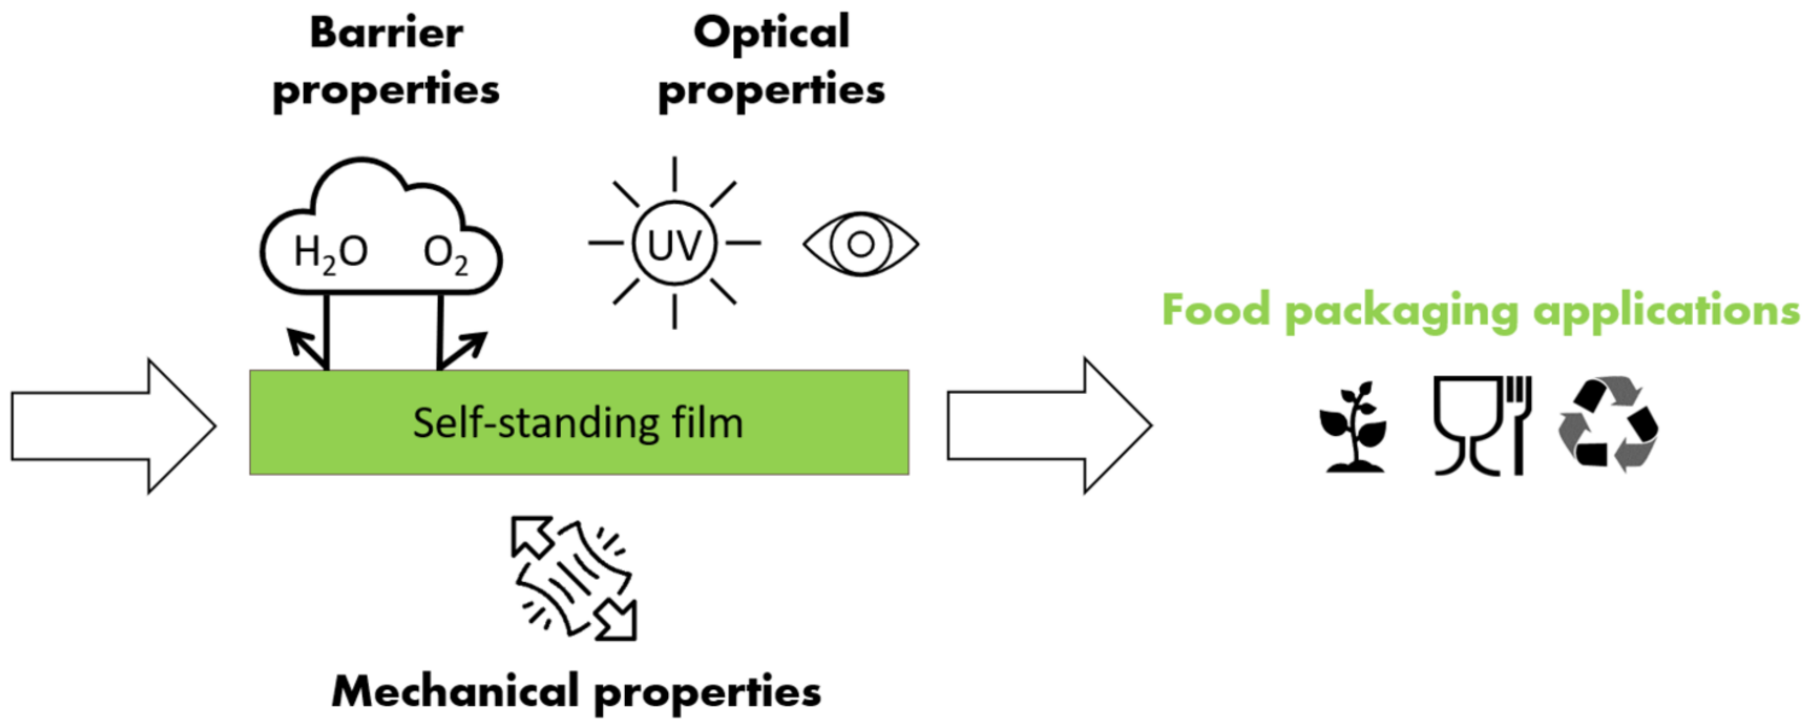 Barrier
properties
Optical
properties
H₂O
O₂
UV
Food packaging applications
Self-standing film
Mechanical properties